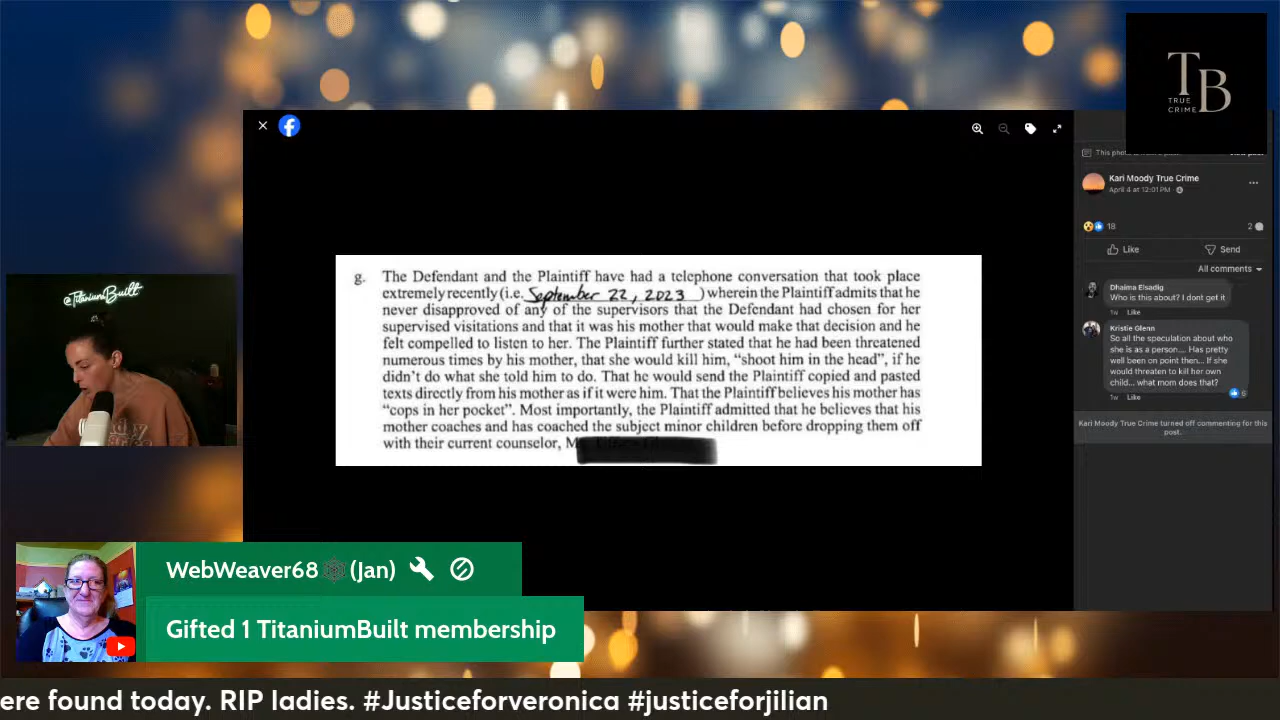 TB
TRUE
CRIME
Kari Moody True Crime
April 4 at 12:01 PM
18
2
Like
Send
All comments
Dhaima Elsadig
Who is this about? I dont get it
1w Like
Kristie Glenn
So all the speculation about who
she is as a person.... Has pretty
well been on point then... If she
would threaten to kill her own
child... what mom does that?
1w Like
6
Kari Moody True Crime turned off commenting for this
post.
g. The Defendant and the Plaintiff have had a telephone conversation that took place
extremely recently (i.e. September 22, 2023 ) wherein the Plaintiff admits that he
never disapproved of any of the supervisors that the Defendant had chosen for her
supervised visitations and that it was his mother that would make that decision and he
felt compelled to listen to her. The Plaintiff further stated that he had been threatened
numerous times by his mother, that she would kill him, “shoot him in the head”, if he
didn't do what she told him to do. That he would send the Plaintiff copied and pasted
texts directly from his mother as if it were him. That the Plaintiff believes his mother has
“cops in her pocket”. Most importantly, the Plaintiff admitted that he believes that his
mother coaches and has coached the subject minor children before dropping them off
with their current counselor,
@TitaniumBuilt
WebWeaver68 (Jan)
Gifted 1 TitaniumBuilt membership
ere found today. RIP ladies. #Justiceforveronica #justiceforjilian